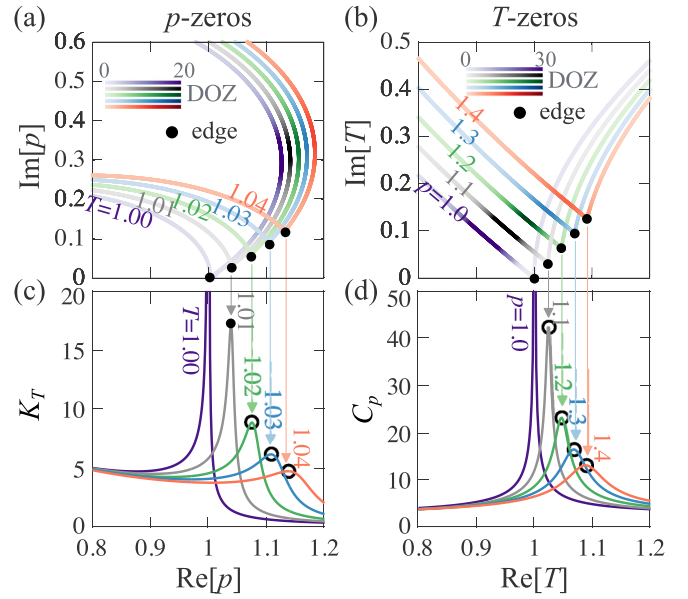 (a)
p-zeros
0.6
0.5
0.4
0.3
0.2
0.1
0
Im[p]
0 20
DOZ
edge
T=1.00
1.01
1.02
1.03
1.04
(b)
T-zeros
0.5
0.4
0.3
0.2
0.1
0
Im[T]
0 30
DOZ
edge
p=1.0
1.1
1.2
1.3
1.4
(c)
20
15
10
5
0
K_T
T=1.00
1.01
1.02
1.03
1.04
0.8 0.9 1 1.1 1.2
Re[p]
(d)
50
40
30
20
10
0
C_p
p=1.0
1.1
1.2
1.3
1.4
0.8 0.9 1 1.1 1.2
Re[T]